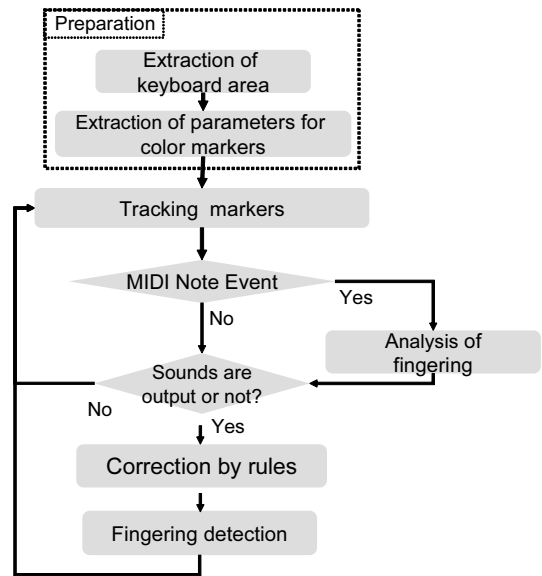 Preparation
Extraction of
keyboard area
Extraction of parameters for
color markers
Tracking markers
MIDI Note Event
Yes
No
Analysis of
fingering
Sounds are
output or not?
No
Yes
Correction by rules
Fingering detection